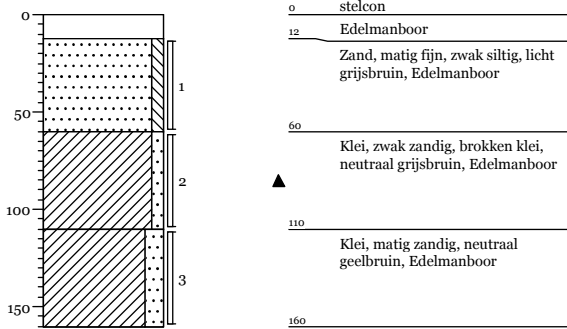 0
50
100
150
1
2
3
0 stelcon
Edelmanboor
12
Zand, matig fijn, zwak siltig, licht
grijsbruin, Edelmanboor
60
Klei, zwak zandig, brokken klei,
neutraal grijsbruin, Edelmanboor
110
Klei, matig zandig, neutraal
geelbruin, Edelmanboor
160